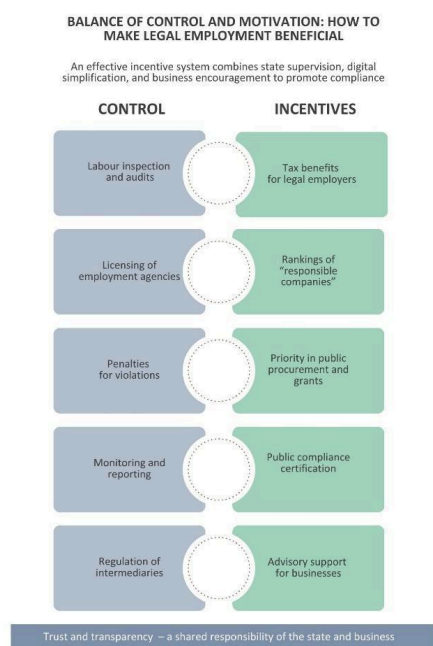 BALANCE OF CONTROL AND MOTIVATION: HOW TO
MAKE LEGAL EMPLOYMENT BENEFICIAL
An effective incentive system combines state supervision, digital
simplification, and business encouragement to promote compliance
CONTROL
INCENTIVES
Labour inspection
and audits
Tax benefits
for legal employers
Licensing of
employment agencies
Rankings of
“responsible
companies”
Penalties
for violations
Priority in public
procurement and
grants
Monitoring and
reporting
Public compliance
certification
Regulation of
intermediaries
Advisory support
for businesses
Trust and transparency – a shared responsibility of the state and business